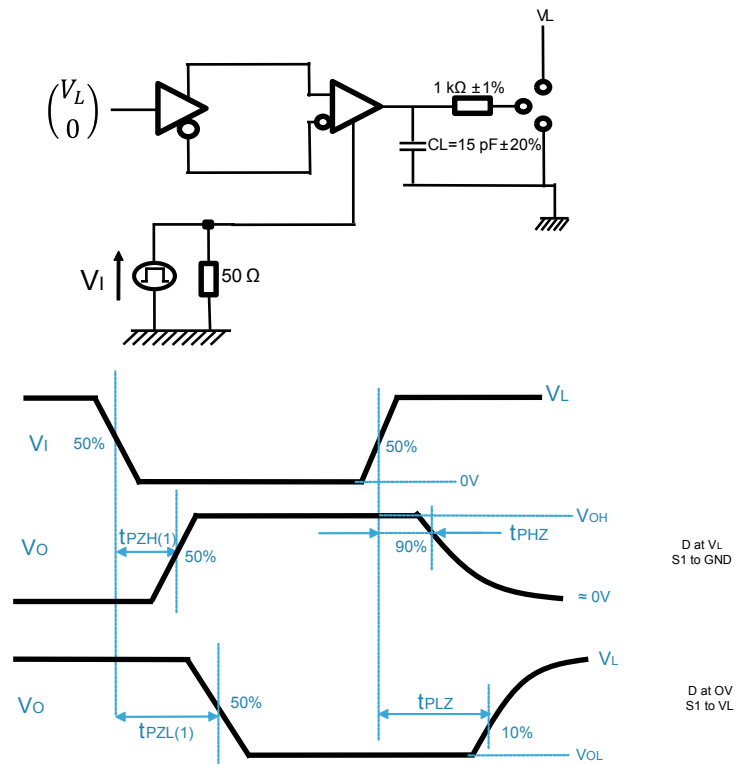 VL
1 kΩ ±1%
(V_L
0)
CL=15 pF±20%
VI
50 Ω
VL
VI
50%
50%
0V
VOH
tPZH(1)
tPHZ
VO
50%
90%
D at VL
S1 to GND
≈ 0V
VL
VO
50%
tPLZ
D at OV
S1 to VL
tPZL(1)
10%
VOL